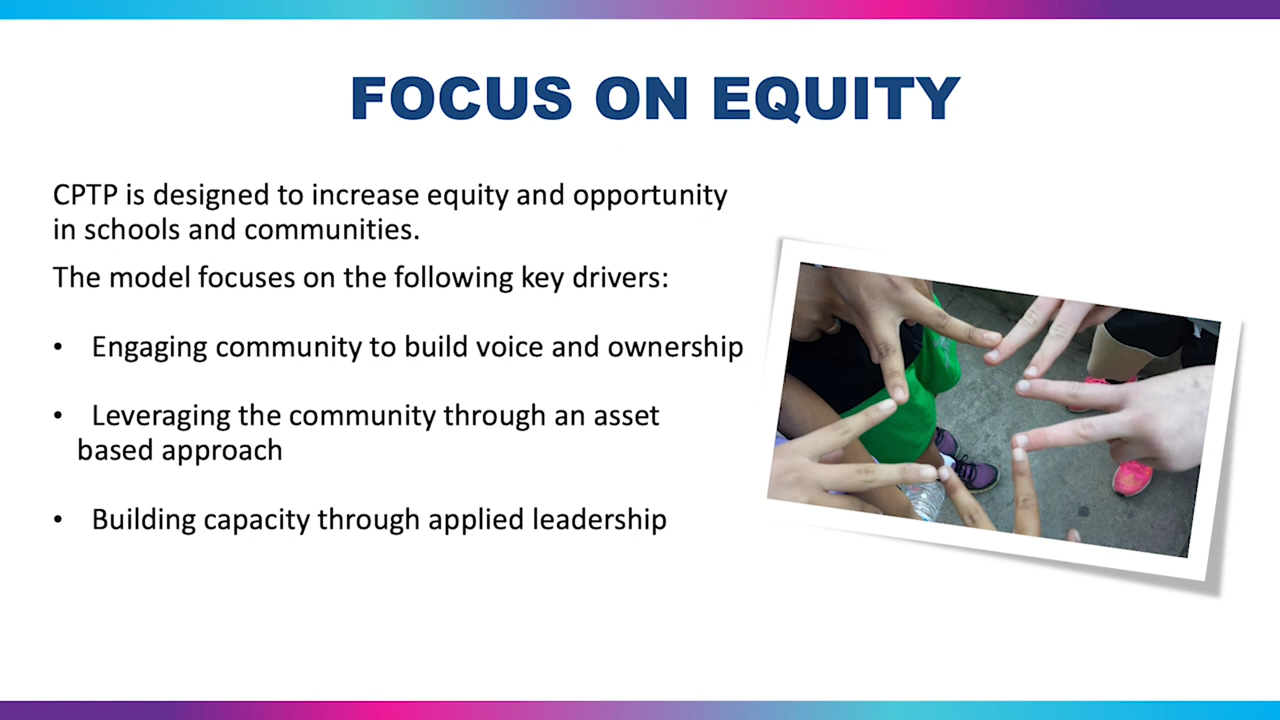 FOCUS ON EQUITY
CPTP is designed to increase equity and opportunity
in schools and communities.
The model focuses on the following key drivers:
• Engaging community to build voice and ownership
• Leveraging the community through an asset
based approach
• Building capacity through applied leadership